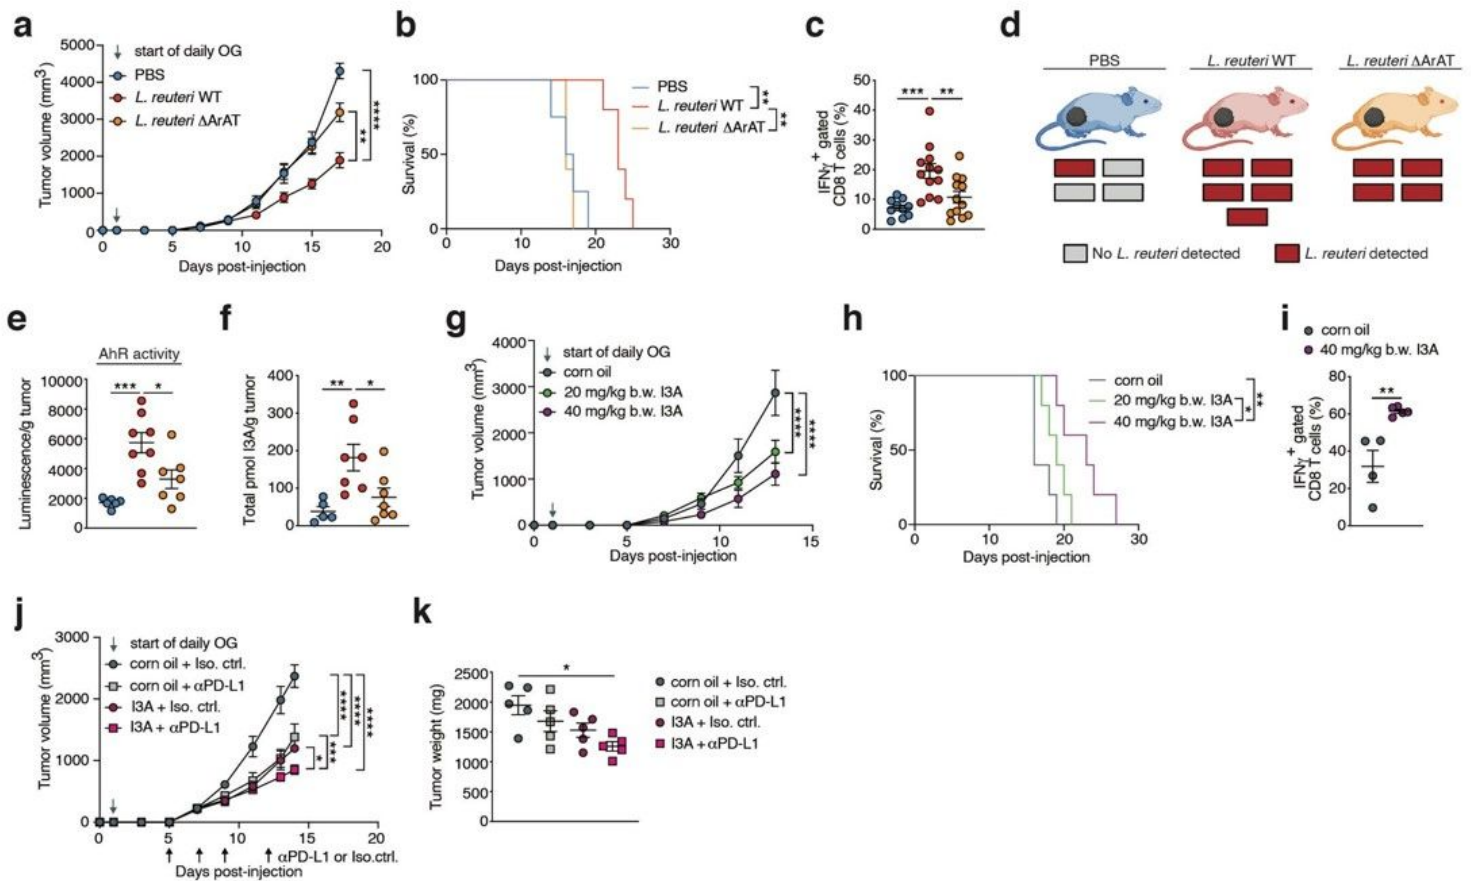 a
Tumor volume (mm3)
5000
4000
3000
2000
1000
0
start of daily OG
PBS
L. reuteri WT
L. reuteri ΔArAT
****
**
0 5 10 15 20
Days post-injection
b
Survival (%)
100
50
0
PBS
L. reuteri WT
L. reuteri ΔArAT
**
**
0 10 20 30
Days post-injection
c
IFNγ+ gated
CD8 T cells (%)
50
40
30
20
10
0
*** **
d
PBS L. reuteri WT L. reuteri ΔArAT
No L. reuteri detected L. reuteri detected
e
AhR activity
Luminescence/g tumor
10000
8000
6000
4000
2000
0
*** *
f
Total pmol I3A/g tumor
400
300
200
100
0
** *
g
Tumor volume (mm3)
4000
3000
2000
1000
0
start of daily OG
corn oil
20 mg/kg b.w. I3A
40 mg/kg b.w. I3A
****
****
0 5 10 15
Days post-injection
h
Survival (%)
100
50
0
corn oil
20 mg/kg b.w. I3A
40 mg/kg b.w. I3A
*
**
0 10 20 30
Days post-injection
i
corn oil
40 mg/kg b.w. I3A
IFNγ+ gated
CD8 T cells (%)
80
60
40
20
0
**
j
Tumor volume (mm3)
3000
2000
1000
0
start of daily OG
corn oil + Iso. ctrl.
corn oil + αPD-L1
I3A + Iso. ctrl.
I3A + αPD-L1
*
***
****
****
****
0 5 10 15 20
αPD-L1 or Iso.ctrl.
Days post-injection
k
Tumor weight (mg)
2500
2000
1500
1000
500
0
*
corn oil + Iso. ctrl.
corn oil + αPD-L1
I3A + Iso. ctrl.
I3A + αPD-L1